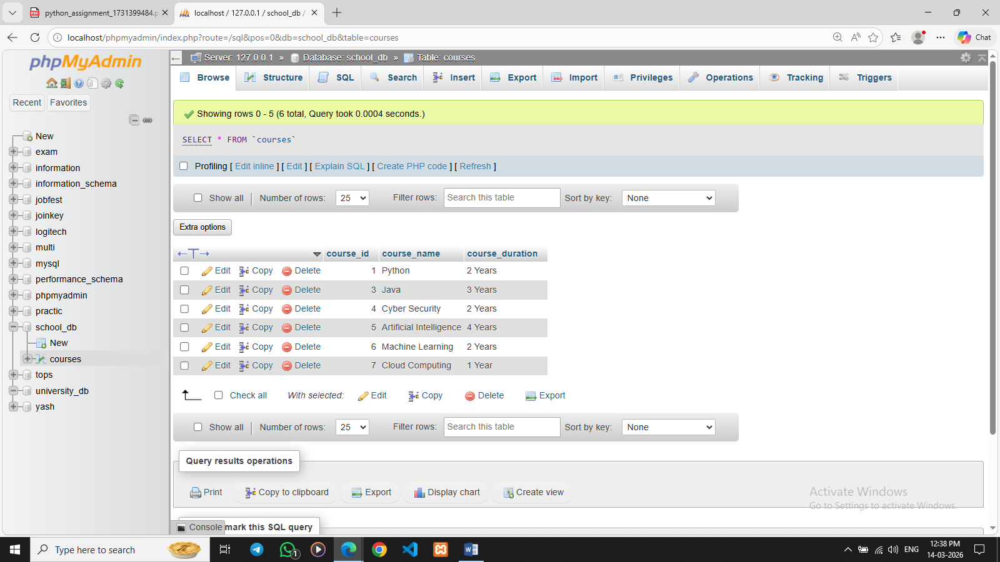 python_assignment_1731399484.p
localhost / 127.0.0.1 / school_db /
localhost/phpmyadmin/index.php?route=/sql&pos=0&db=school_db&table=courses
Chat
phpMyAdmin
Recent Favorites
New
exam
information
information_schema
jobfest
joinkey
logitech
multi
mysql
performance_schema
phpmyadmin
practic
school_db
New
courses
tops
university_db
yash
Server: 127.0.0.1 » Database: school_db » Table: courses
Browse Structure SQL Search Insert Export Import Privileges Operations Tracking Triggers
Showing rows 0 - 5 (6 total, Query took 0.0004 seconds.)
SELECT * FROM `courses`
Profiling [ Edit inline ] [ Edit ] [ Explain SQL ] [ Create PHP code ] [ Refresh ]
Show all | Number of rows: 25 Filter rows: Search this table Sort by key: None
Extra options
course_id course_name course_duration
Edit Copy Delete 1 Python 2 Years
Edit Copy Delete 3 Java 3 Years
Edit Copy Delete 4 Cyber Security 2 Years
Edit Copy Delete 5 Artificial Intelligence 4 Years
Edit Copy Delete 6 Machine Learning 2 Years
Edit Copy Delete 7 Cloud Computing 1 Year
Check all With selected: Edit Copy Delete Export
Show all | Number of rows: 25 Filter rows: Search this table Sort by key: None
Query results operations
Print Copy to clipboard Export Display chart Create view
Activate Windows
Go to Settings to activate Windows.
Console mark this SQL query
Type here to search
1
ENG
12:38 PM
14-03-2026